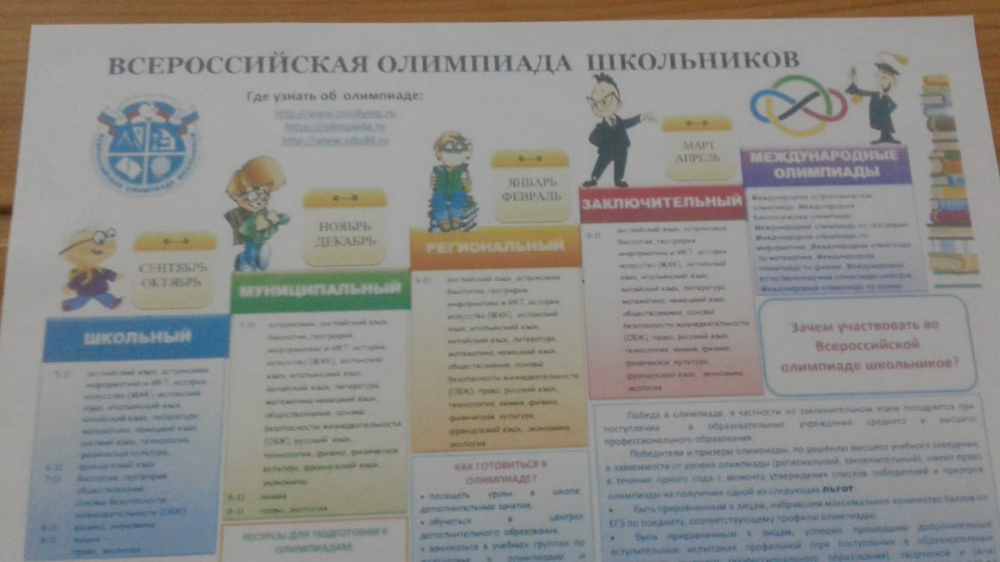 ВСЕРОССИЙСКАЯ ОЛИМПИАДА ШКОЛЬНИКОВ
Где узнать об олимпиаде:
http://www.rosolymp.ru
https://olimpiada.ru
http://www.cdodd.ru
СЕНТЯБРЬ
ОКТЯБРЬ
ШКОЛЬНЫЙ
5-11 английский язык, астрономия,
информатика и ИКТ, история,
искусство (МХК), испанский
язык, итальянский язык,
китайский язык, литература,
математика, немецкий язык,
русский язык, технология,
физическая культура,
французский язык
7-11 биология, география
обществознание
основы безопасности
жизнедеятельности (ОБЖ)
физика, экономика
9-11
право, экология
НОЯБРЬ
ДЕКАБРЬ
МУНИЦИПАЛЬНЫЙ
7-11 астрономия, английский язык,
биология, география,
информатика и ИКТ, история,
искусство (МХК), испанский
язык, итальянский язык,
китайский язык, литература,
математика немецкий язык,
обществознание, основы
безопасности жизнедеятельности
(ОБЖ), русский язык,
технология, физика, физическая
культура, французский язык,
экономика
8-11 химия
9-11 право, экология
РЕСУРСЫ ДЛЯ ПОДГОТОВКИ К
ОЛИМПИАДАМ:
ЯНВАРЬ
ФЕВРАЛЬ
РЕГИОНАЛЬНЫЙ
9-11 английский язык, астрономия,
биология, география,
информатика и ИКТ, история,
искусство (МХК), испанский
язык, итальянский язык,
китайский язык, литература,
математика, немецкий язык,
обществознание, основы
безопасности жизнедеятельности
(ОБЖ), право, русский язык,
технология, химия, физика,
физическая культура,
французский язык, экономика,
экология
КАК ГОТОВИТЬСЯ К
ОЛИМПИАДЕ?
• посещать уроки в школе,
дополнительные занятия,
• обучаться в центрах
дополнительного образования,
• заниматься в учебных группах по
подготовке к олимпиадам и
МАРТ
АПРЕЛЬ
ЗАКЛЮЧИТЕЛЬНЫЙ
9-11 английский язык, астрономия
биология, география,
информатика и ИКТ, история,
искусство (МХК), испанский
язык, итальянский язык,
китайский язык, литература,
математика, немецкий язык,
обществознание, основы
безопасности жизнедеятельности
(ОБЖ), право, русский язык,
технология, химия, физика,
физическая культура,
французский язык, экономика,
экология
МЕЖДУНАРОДНЫЕ
ОЛИМПИАДЫ
Международная астрономическая
олимпиада, Международная
биологическая олимпиада
Международная олимпиада по географии,
Международная олимпиада по
информатике, Международная олимпиада
по математике, Международная
олимпиада по физике, Международная
естественнонаучная олимпиада юниоров,
Международная олимпиада по химии
Зачем участвовать во
Всероссийской
олимпиаде школьников?
Победа в олимпиаде, в частности на заключительном этапе поощряется при
поступлении в образовательные учреждения среднего и высшего
профессионального образования.
Победители и призеры олимпиады, по решению высшего учебного заведения,
в зависимости от уровня олимпиады (региональный, заключительный), имеют право
в течение одного года с момента утверждения списков победителей и призеров
олимпиады на получение одной из следующих льгот:
• быть приравненным к лицам, набравшим максимальное количество баллов по
ЕГЭ по предмету, соответствующему профилю олимпиады;
• быть приравненным к лицам, успешно прошедшим дополнительные
вступительные испытания профильной (при поступлении в образовательные
профессионального образования), творческой и (или)